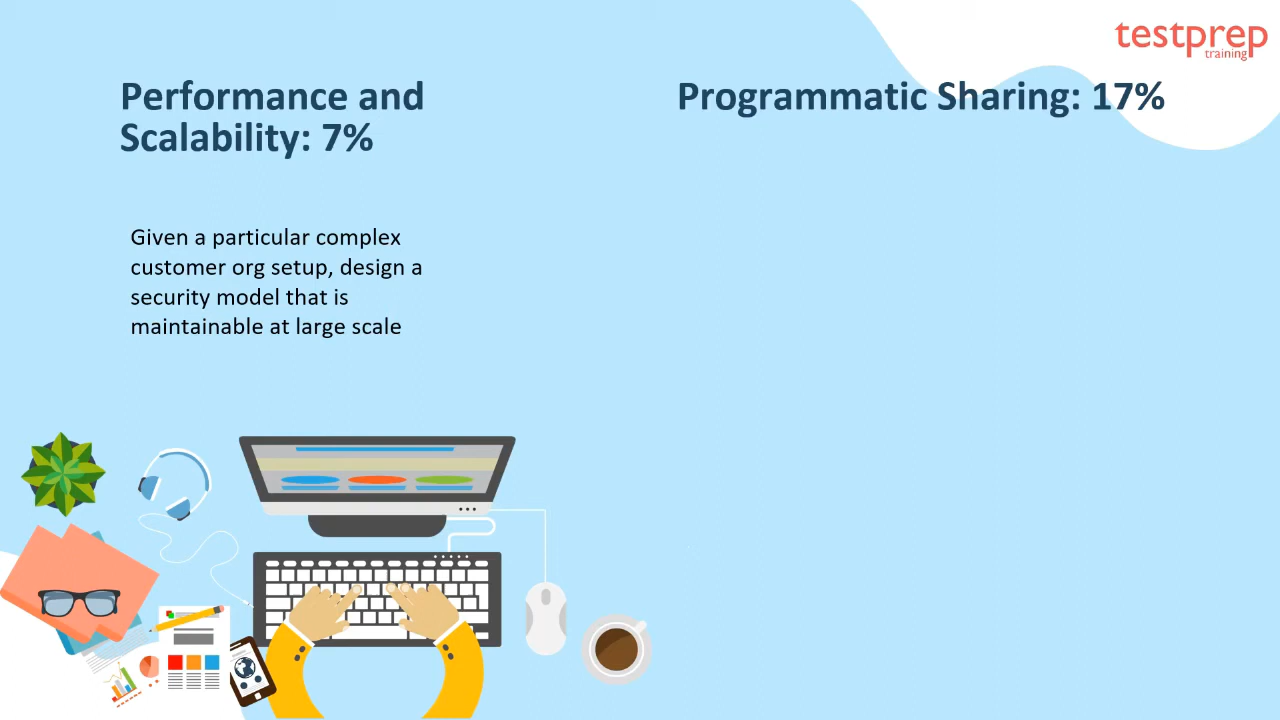 testprep
training
Performance and
Scalability: 7%
Programmatic Sharing: 17%
Given a particular complex
customer org setup, design a
security model that is
maintainable at large scale